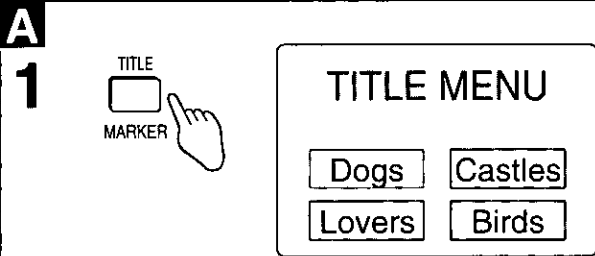 A
1
TITLE
MARKER
TITLE MENU
Dogs Castles
Lovers Birds